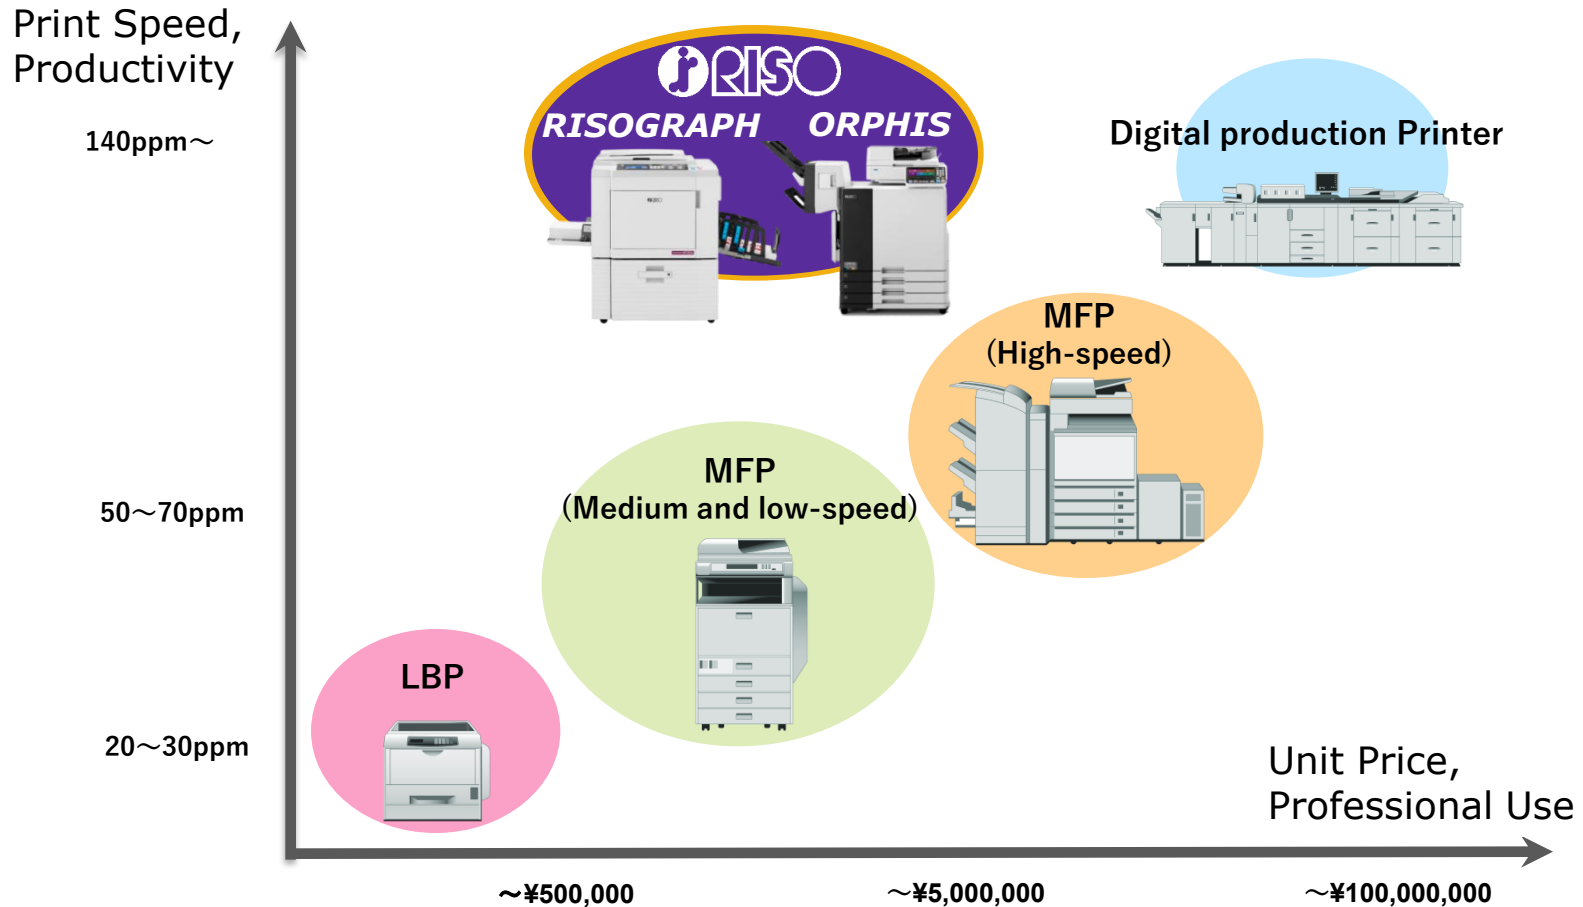 Print Speed,
Productivity
140ppm～
50～70ppm
20～30ppm
RISO
RISOGRAPH
ORPHIS
Digital production Printer
MFP
(High-speed)
MFP
(Medium and low-speed)
LBP
Unit Price,
Professional Use
～¥500,000
～¥5,000,000
～¥100,000,000